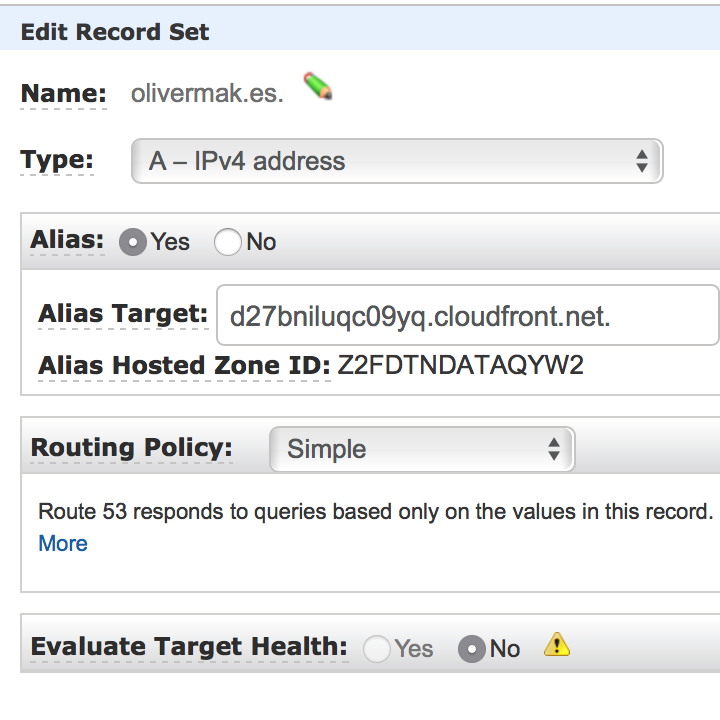 Edit Record Set
Name: olivermak.es.
Type: A – IPv4 address
Alias: Yes No
Alias Target: d27bniluqc09yq.cloudfront.net.
Alias Hosted Zone ID: Z2FDTNDATAQYW2
Routing Policy: Simple
Route 53 responds to queries based only on the values in this record.
More
Evaluate Target Health: Yes No